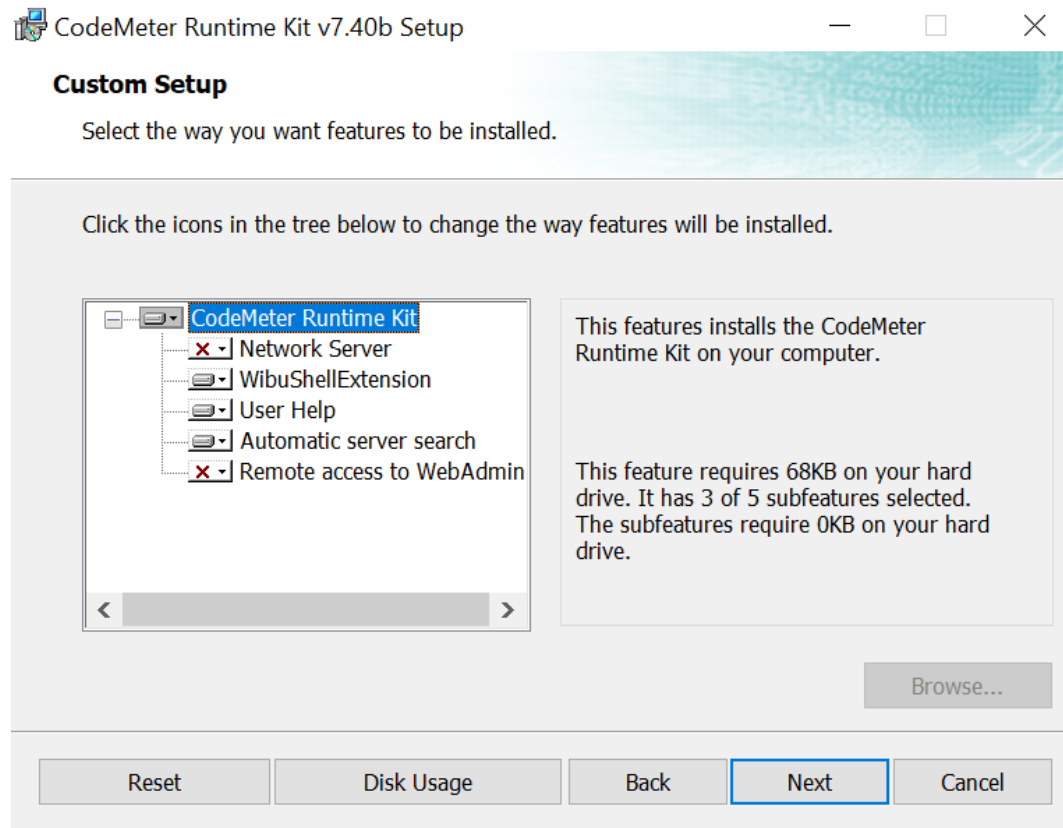 CodeMeter Runtime Kit v7.40b Setup
Custom Setup
Select the way you want features to be installed.
Click the icons in the tree below to change the way features will be installed.
CodeMeter Runtime Kit
Network Server
WibuShellExtension
User Help
Automatic server search
Remote access to WebAdmin
This features installs the CodeMeter
Runtime Kit on your computer.
This feature requires 68KB on your hard
drive. It has 3 of 5 subfeatures selected.
The subfeatures require 0KB on your hard
drive.
Browse...
Reset
Disk Usage
Back
Next
Cancel